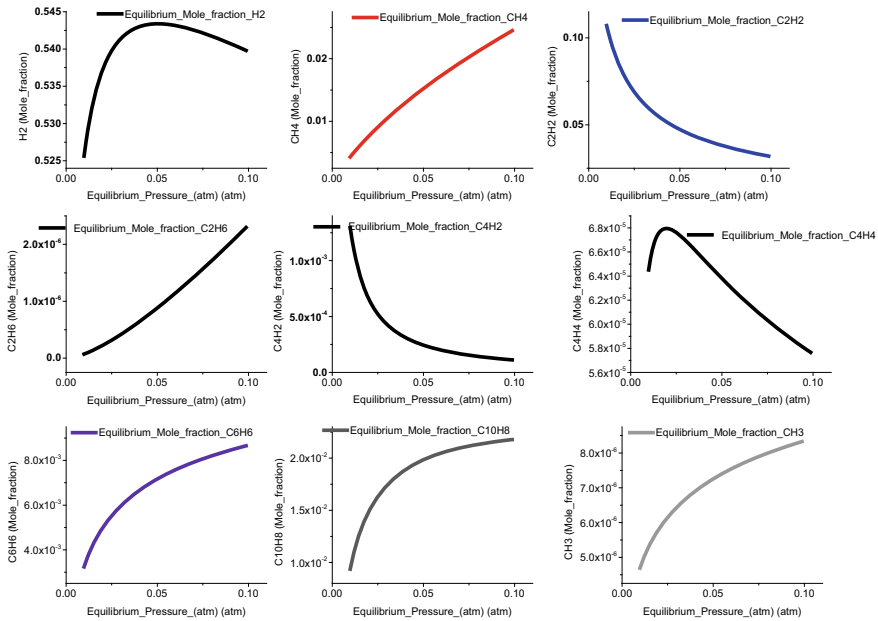 Equilibrium_Mole_fraction_H2
0.545
0.540
0.535
0.530
0.525
H2 (Mole_fraction)
0.00 0.05 0.10
Equilibrium_Pressure_(atm) (atm)
Equilibrium_Mole_fraction_CH4
0.02
0.01
CH4 (Mole_fraction)
0.00 0.05 0.10
Equilibrium_Pressure_(atm) (atm)
Equilibrium_Mole_fraction_C2H2
0.10
0.05
C2H2 (Mole_fraction)
0.00 0.05 0.10
Equilibrium_Pressure_(atm) (atm)
Equilibrium_Mole_fraction_C2H6
2.0x10⁻⁶
1.0x10⁻⁶
0.0
C2H6 (Mole_fraction)
0.00 0.05 0.10
Equilibrium_Pressure_(atm) (atm)
Equilibrium_Mole_fraction_C4H2
1.0x10⁻³
5.0x10⁻⁴
0.0
C4H2 (Mole_fraction)
0.00 0.05 0.10
Equilibrium_Pressure_(atm) (atm)
Equilibrium_Mole_fraction_C4H4
6.8x10⁻⁵
6.6x10⁻⁵
6.4x10⁻⁵
6.2x10⁻⁵
6.0x10⁻⁵
5.8x10⁻⁵
5.6x10⁻⁵
C4H4 (Mole_fraction)
0.00 0.05 0.10
Equilibrium_Pressure_(atm) (atm)
Equilibrium_Mole_fraction_C6H6
8.0x10⁻³
6.0x10⁻³
4.0x10⁻³
C6H6 (Mole_fraction)
0.00 0.05 0.10
Equilibrium_Pressure_(atm) (atm)
Equilibrium_Mole_fraction_C10H8
2.0x10⁻²
1.5x10⁻²
1.0x10⁻²
C10H8 (Mole_fraction)
0.00 0.05 0.10
Equilibrium_Pressure_(atm) (atm)
Equilibrium_Mole_fraction_CH3
8.0x10⁻⁶
7.0x10⁻⁶
6.0x10⁻⁶
5.0x10⁻⁶
CH3 (Mole_fraction)
0.00 0.05 0.10
Equilibrium_Pressure_(atm) (atm)